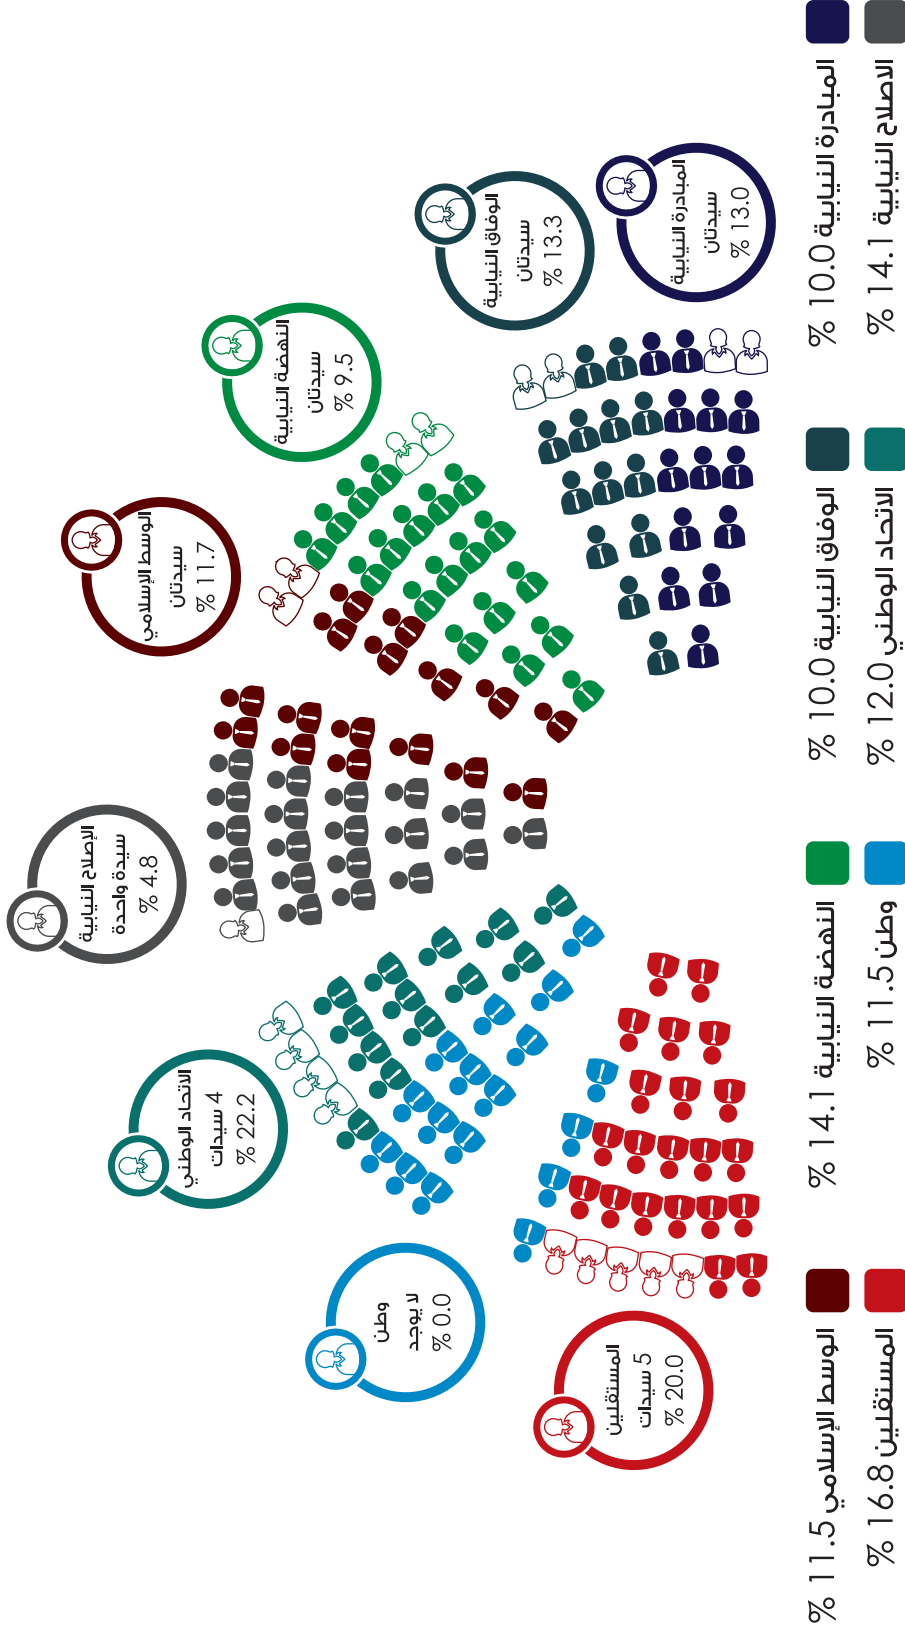 المبادرة النيابية
سيدتان
13.0 %
الوفاق النيابية
سيدتان
13.3 %
النهضة النيابية
سيدتان
9.5 %
الوسط الإسلامي
سيدتان
11.7 %
الإصلاح النيابية
سيدة واحدة
4.8 %
الاتحاد الوطني
4 سيدات
22.2 %
وطن
لا يوجد
0.0 %
المستقلين
5 سيدات
20.0 %
المبادرة النيابية 10.0 %
الوفاق النيابية 10.0 %
النهضة النيابية 14.1 %
الوسط الإسلامي 11.5 %
الاصلاح النيابية 14.1 %
الاتحاد الوطني 12.0 %
وطن 11.5 %
المستقلين 16.8 %